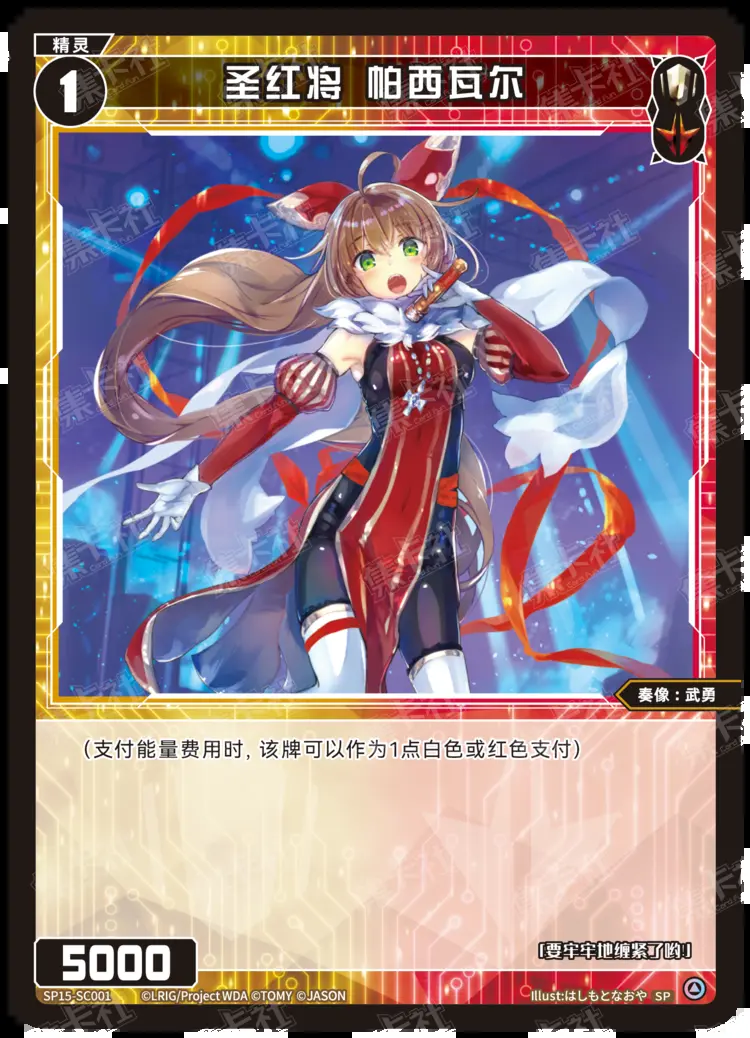 精灵
1
圣红将 帕西瓦尔
奏像：武勇
（支付能量费用时, 该牌可以作为1点白色或红色支付）
「要牢牢地缠紧了哟！」
5000
SP15-SC001 ©LRIG/Project WDA ©TOMY ©JASON
Illust:はしもとなおや SP
集卡社